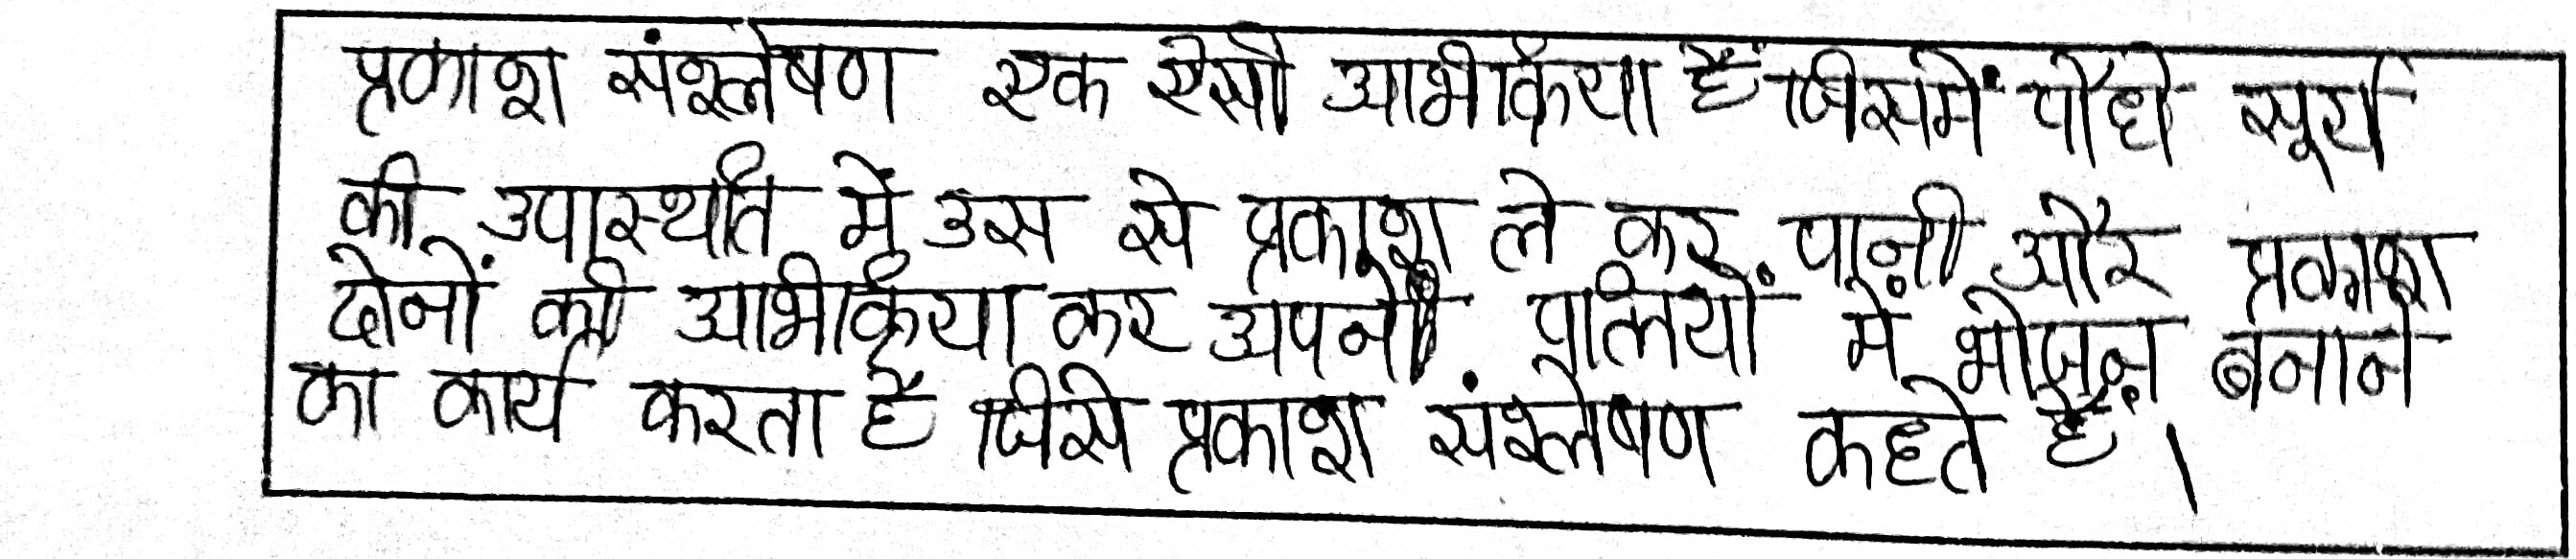 प्रकाश संश्लेषण एक ऐसी अभिक्रिया है जिसमें पौधे सूर्य
की उपस्थिति में उस से प्रकाश ले कर पानी और प्रकाश
दोनों की अभिक्रिया कर अपनी पत्तियों में भोजन बनाने
का कार्य करता है जिसे प्रकाश संश्लेषण कहते है।